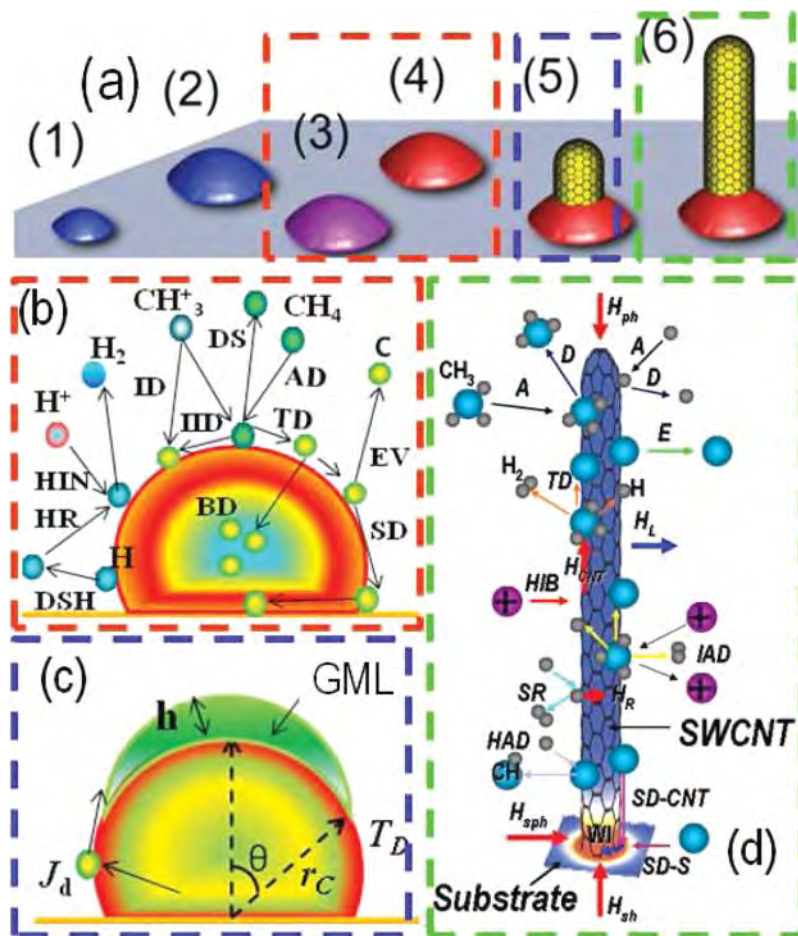 (a)
(1)
(2)
(3)
(4)
(5)
(6)
(b)
CH⁺₃
CH₄
DS
C
H₂
ID
AD
H⁺
IID
TD
HIN
EV
HR
BD
SD
H
DSH
(c)
GML
h
T_D
J_d
θ
r_C
H_ph
D
A
D
CH₃
A
E
H₂
TD
H
H_L
H_CNT
HIB
IAD
SR
H_R
SWCNT
HAD
CH
SD-CNT
H_sph
WI
(d)
SD-S
Substrate
H_sh